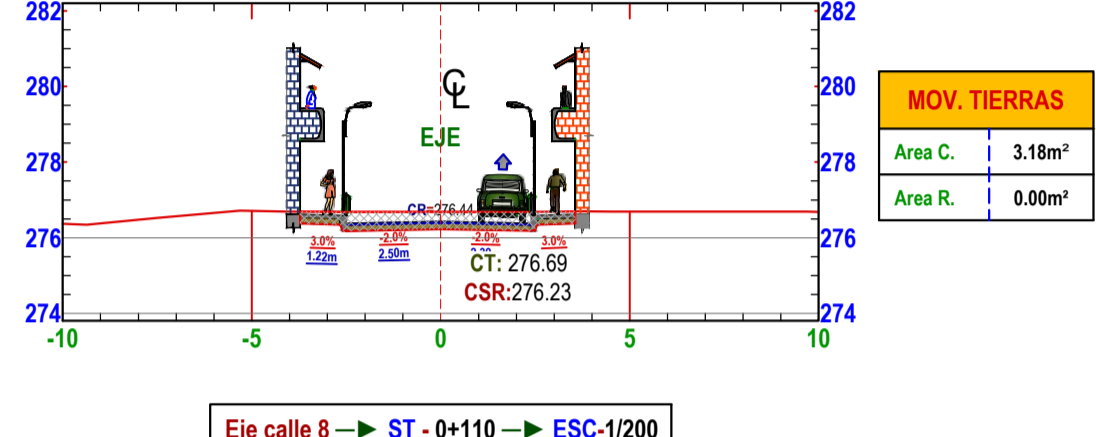 282
282
MOV. TIERRAS
280
280
CL
EJE
Area C. 3.18m²
278
278
Area R. 0.00m²
CR=276.44
276
276
3.0% -2.0% -2.0% 3.0%
1.22m 2.50m
CT: 276.69
CSR:276.23
274
274
-10 -5 0 5 10
Eje calle 8 ST - 0+110 ESC-1/200